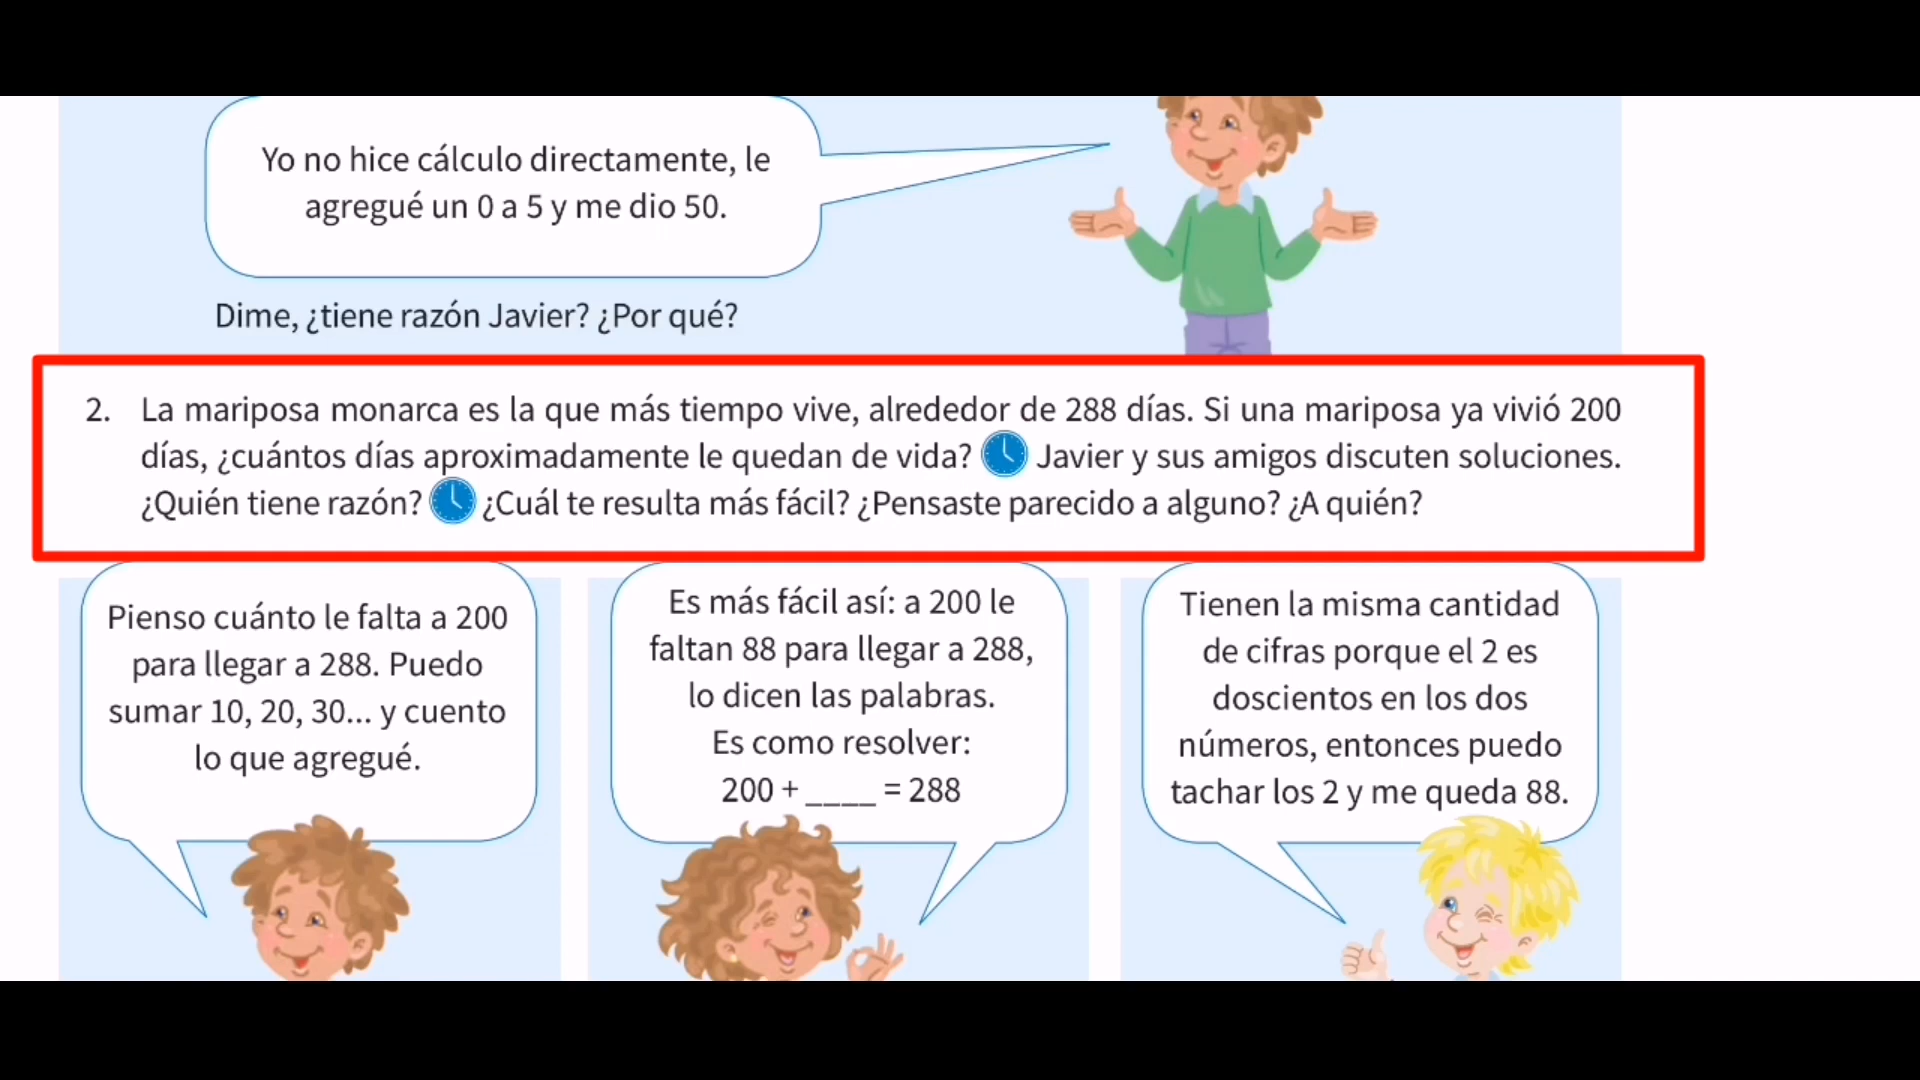 Yo no hice cálculo directamente, le
agregué un 0 a 5 y me dio 50.
Dime, ¿tiene razón Javier? ¿Por qué?
2. La mariposa monarca es la que más tiempo vive, alrededor de 288 días. Si una mariposa ya vivió 200
días, ¿cuántos días aproximadamente le quedan de vida? Javier y sus amigos discuten soluciones.
¿Quién tiene razón? ¿Cuál te resulta más fácil? ¿Pensaste parecido a alguno? ¿A quién?
Pienso cuánto le falta a 200
para llegar a 288. Puedo
sumar 10, 20, 30... y cuento
lo que agregué.
Es más fácil así: a 200 le
faltan 88 para llegar a 288,
lo dicen las palabras.
Es como resolver:
200 + ____ = 288
Tienen la misma cantidad
de cifras porque el 2 es
doscientos en los dos
números, entonces puedo
tachar los 2 y me queda 88.